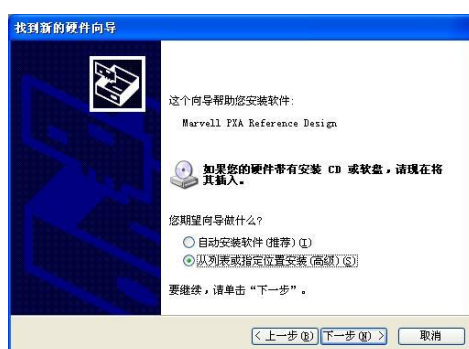 找到新的硬件向导
这个向导帮助您安装软件:
Marvell PXA Reference Design
如果您的硬件带有安装 CD 或软盘，请现在将
其插入。
您期望向导做什么?
自动安装软件(推荐)(I)
从列表或指定位置安装(高级)(S)
要继续，请单击“下一步”。
<上一步(B) 下一步(N)> 取消